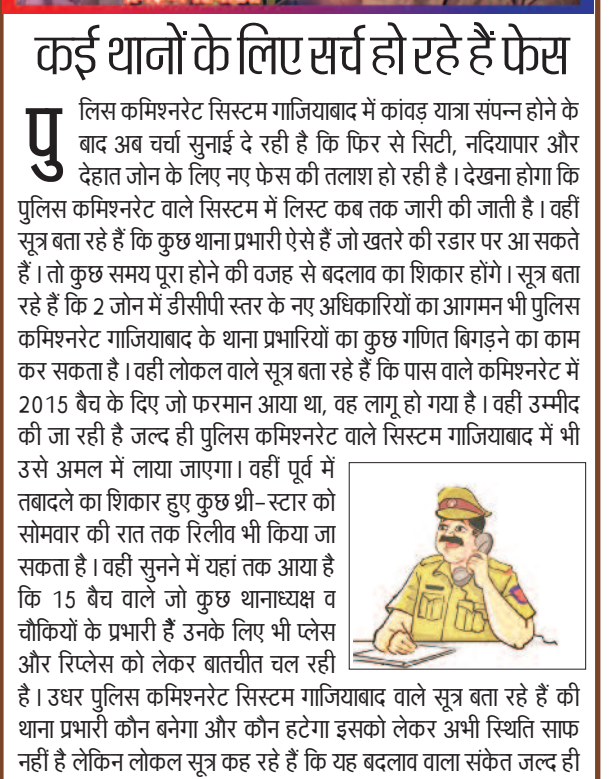 कई थानों के लिए सर्च हो रहे हैं फेस
पुलिस कमिश्नरेट सिस्टम गाजियाबाद में कांवड़ यात्रा संपन्न होने के
बाद अब चर्चा सुनाई दे रही है कि फिर से सिटी, नदियापार और
देहात जोन के लिए नए फेस की तलाश हो रही है। देखना होगा कि
पुलिस कमिश्नरेट वाले सिस्टम में लिस्ट कब तक जारी की जाती है। वहीं
सूत्र बता रहे हैं कि कुछ थाना प्रभारी ऐसे हैं जो खतरे की रडार पर आ सकते
हैं। तो कुछ समय पूरा होने की वजह से बदलाव का शिकार होंगे। सूत्र बता
रहे हैं कि 2 जोन में डीसीपी स्तर के नए अधिकारियों का आगमन भी पुलिस
कमिश्नरेट गाजियाबाद के थाना प्रभारियों का कुछ गणित बिगड़ने का काम
कर सकता है। वहीं लोकल वाले सूत्र बता रहे हैं कि पास वाले कमिश्नरेट में
2015 बैच के दिए जो फरमान आया था, वह लागू हो गया है। वहीं उम्मीद
की जा रही है जल्द ही पुलिस कमिश्नरेट वाले सिस्टम गाजियाबाद में भी
उसे अमल में लाया जाएगा। वहीं पूर्व में
तबादले का शिकार हुए कुछ थ्री-स्टार को
सोमवार की रात तक रिलीव भी किया जा
सकता है। वहीं सुनने में यहां तक आया है
कि 15 बैच वाले जो कुछ थानाध्यक्ष व
चौकियों के प्रभारी हैं उनके लिए भी प्लेस
और रिप्लेस को लेकर बातचीत चल रही
है। उधर पुलिस कमिश्नरेट सिस्टम गाजियाबाद वाले सूत्र बता रहे हैं की
थाना प्रभारी कौन बनेगा और कौन हटेगा इसको लेकर अभी स्थिति साफ
नहीं है लेकिन लोकल सूत्र कह रहे हैं कि यह बदलाव वाला संकेत जल्द ही